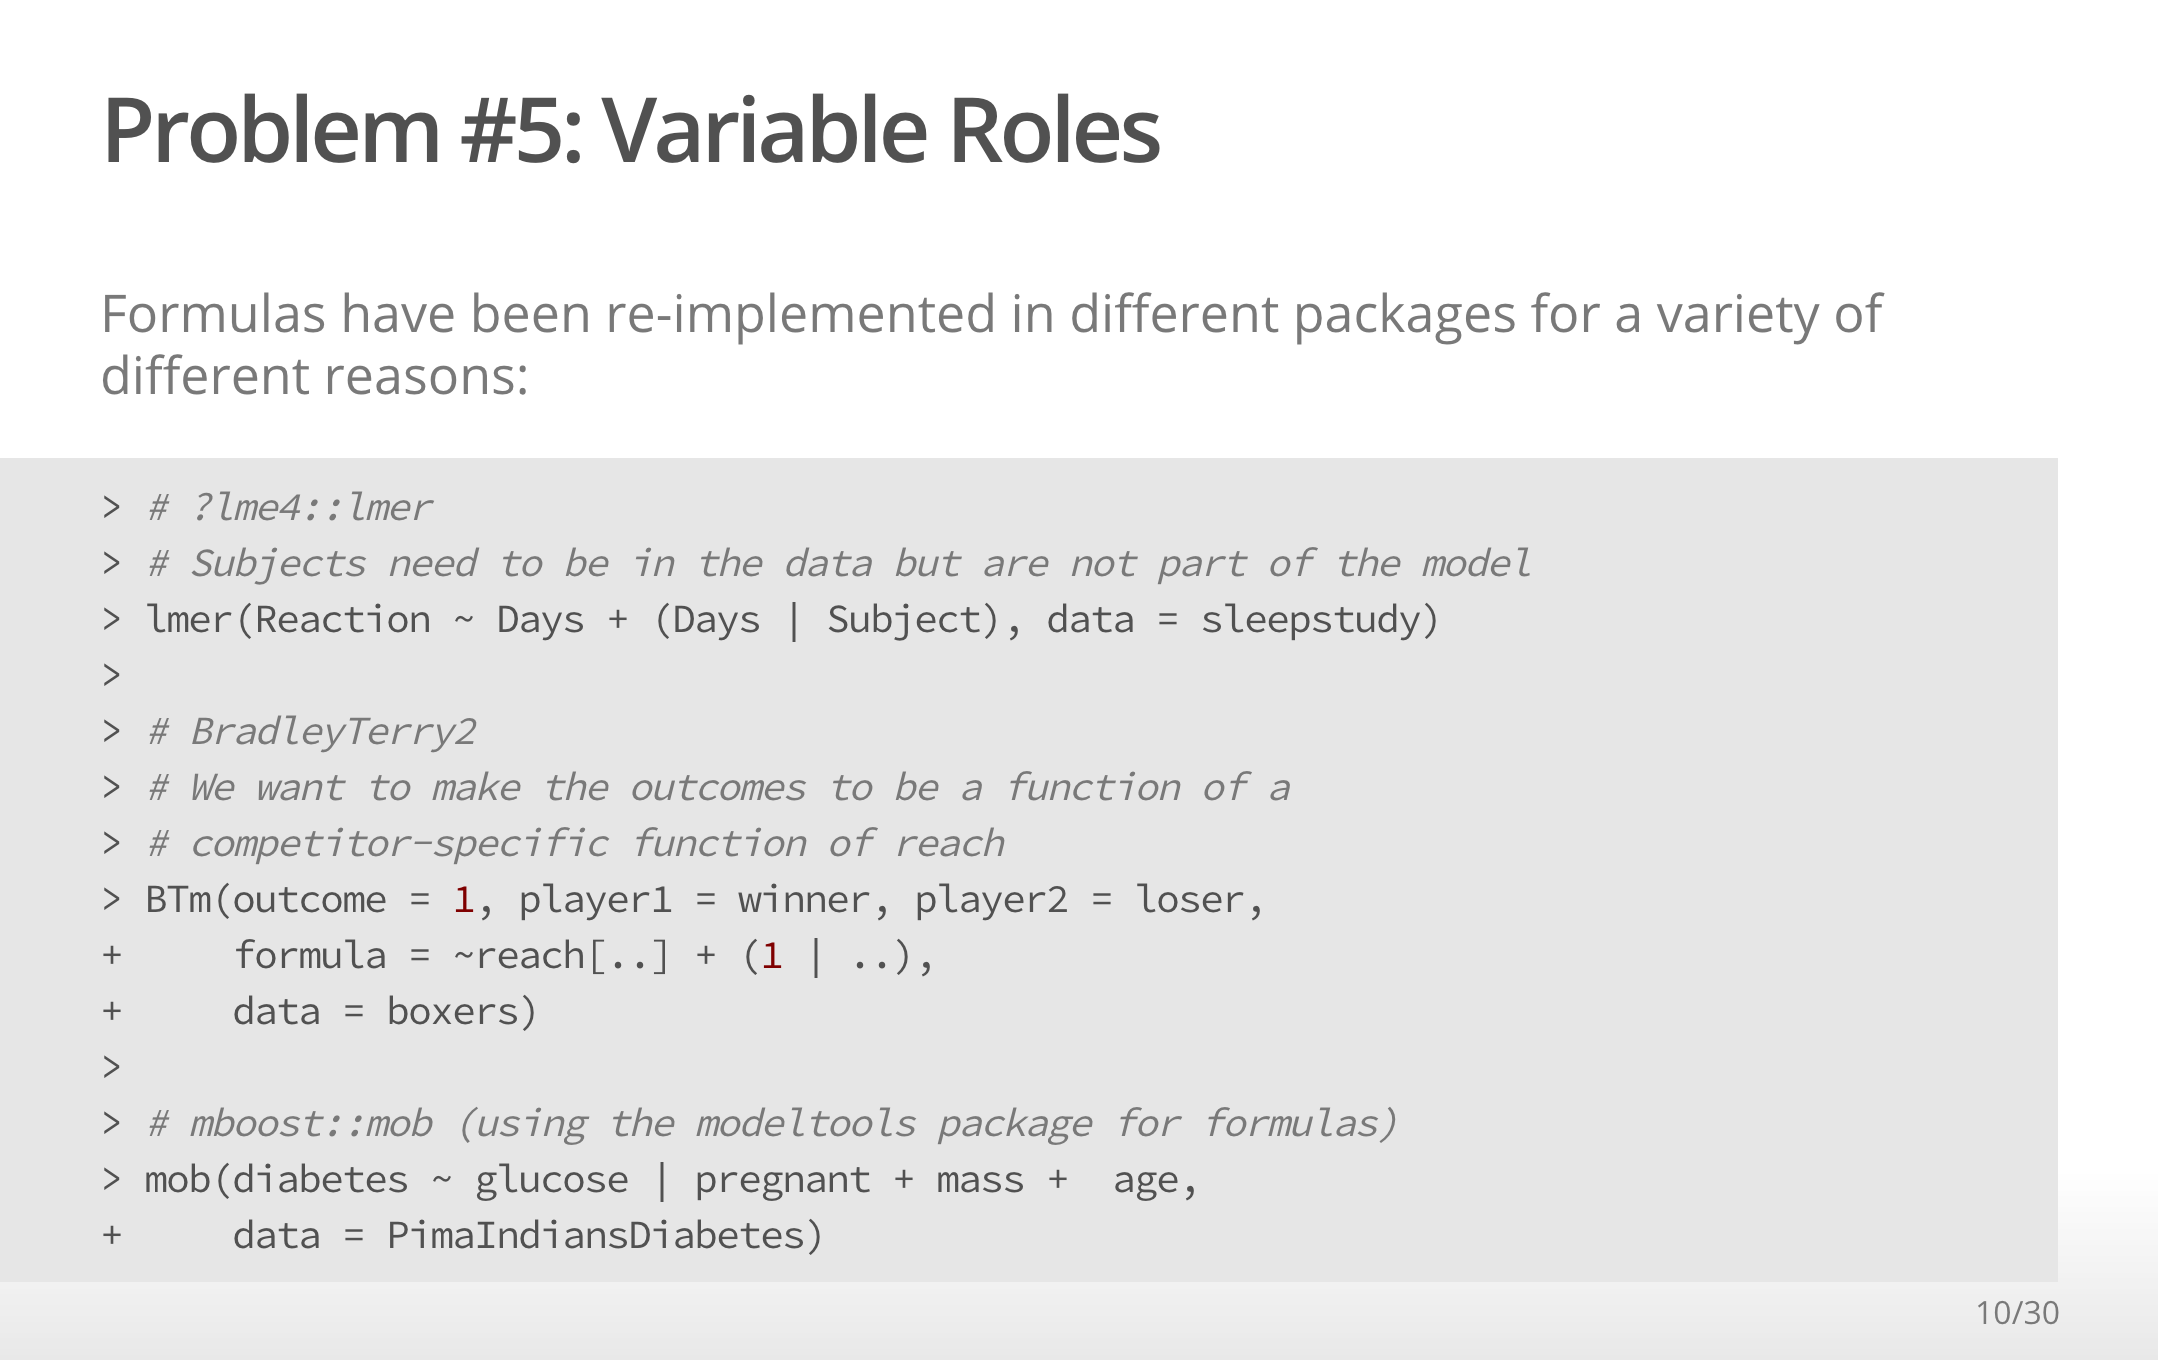 Problem #5: Variable Roles
Formulas have been re-implemented in different packages for a variety of
different reasons:
> # ?lme4::lmer
> # Subjects need to be in the data but are not part of the model
> lmer(Reaction ~ Days + (Days | Subject), data = sleepstudy)
>
> # BradleyTerry2
> # We want to make the outcomes to be a function of a
> # competitor-specific function of reach
> BTm(outcome = 1, player1 = winner, player2 = loser,
+     formula = ~reach[..] + (1 | ..),
+     data = boxers)
>
> # mboost::mob (using the modeltools package for formulas)
> mob(diabetes ~ glucose | pregnant + mass +  age,
+     data = PimaIndiansDiabetes)
10/30